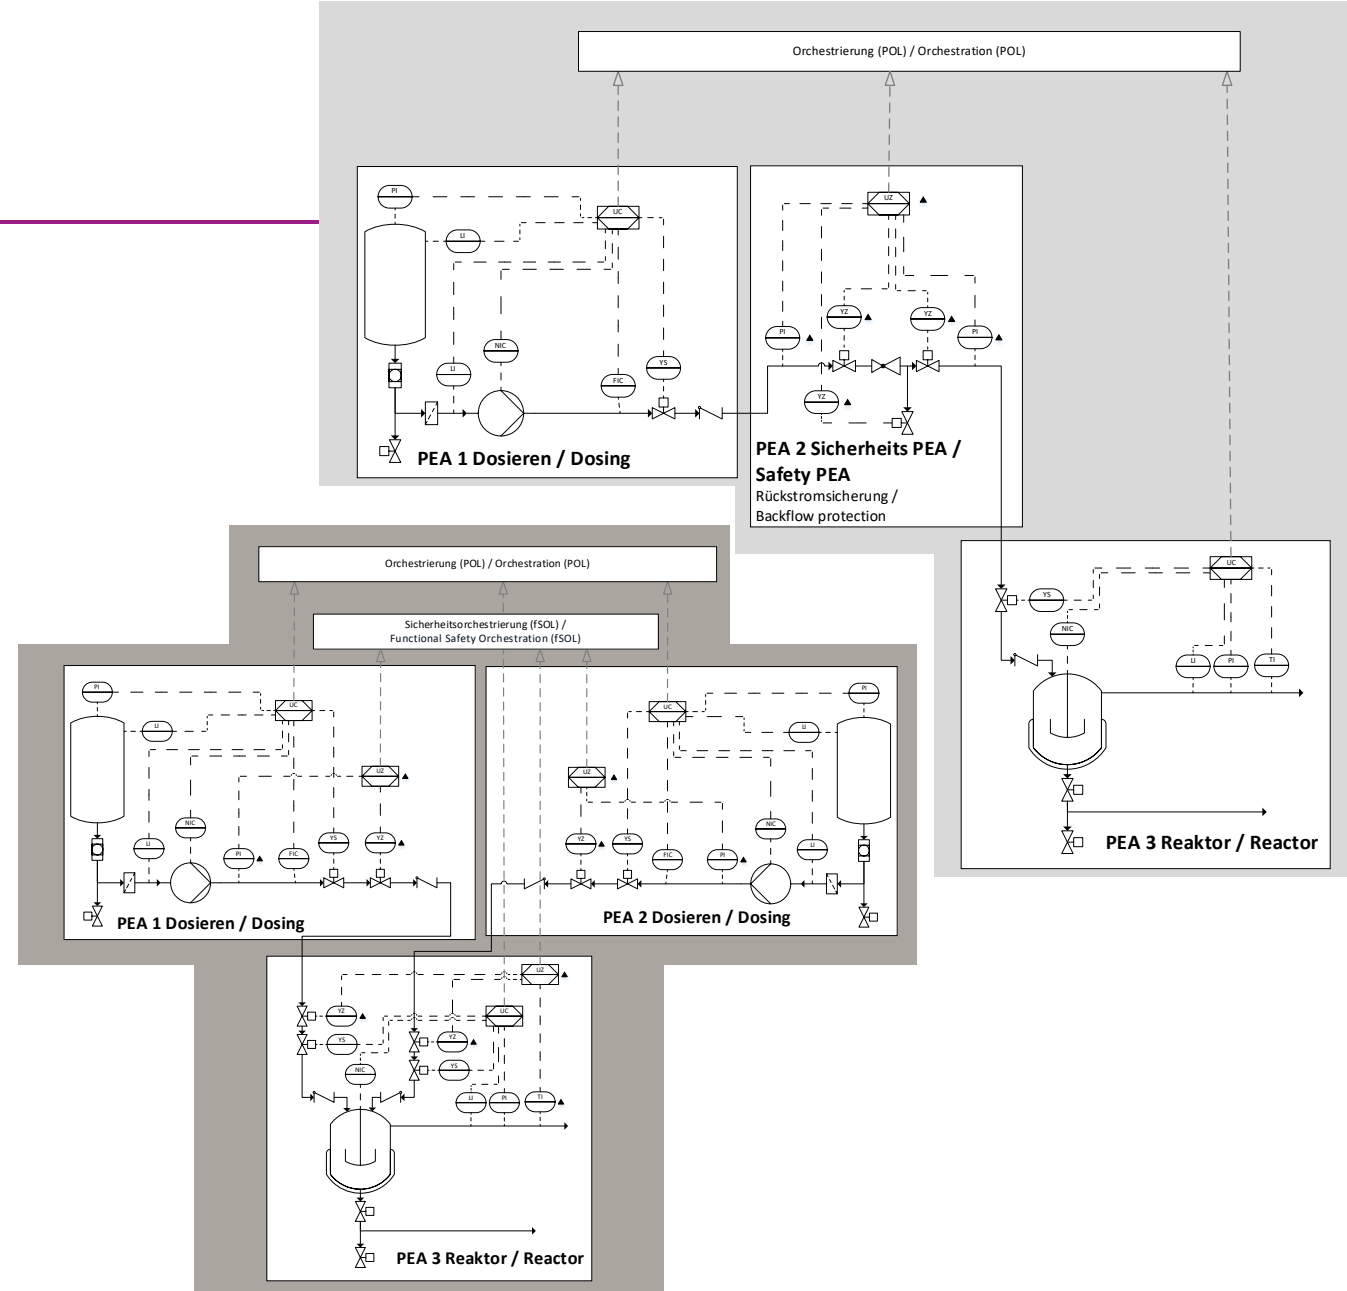 Orchestrierung (POL) / Orchestration (POL)
PI
UC
LI
NIC
LI
FIC
YS
PEA 1 Dosieren / Dosing
UZ
YZ
YZ
PI
PI
YZ
PEA 2 Sicherheits PEA /
Safety PEA
Rückstromsicherung /
Backflow protection
UC
YS
NIC
LI
PI
TI
PEA 3 Reaktor / Reactor
Orchestrierung (POL) / Orchestration (POL)
Sicherheitsorchestrierung (fSOL) /
Functional Safety Orchestration (fSOL)
PI
UC
LI
UZ
NIC
LI
PI
FIC
YS
YZ
PEA 1 Dosieren / Dosing
PI
UC
LI
UZ
NIC
YZ
YS
FIC
PI
LI
PEA 2 Dosieren / Dosing
UZ
YZ
UC
YS
YZ
NIC
YS
LI
PI
TI
PEA 3 Reaktor / Reactor